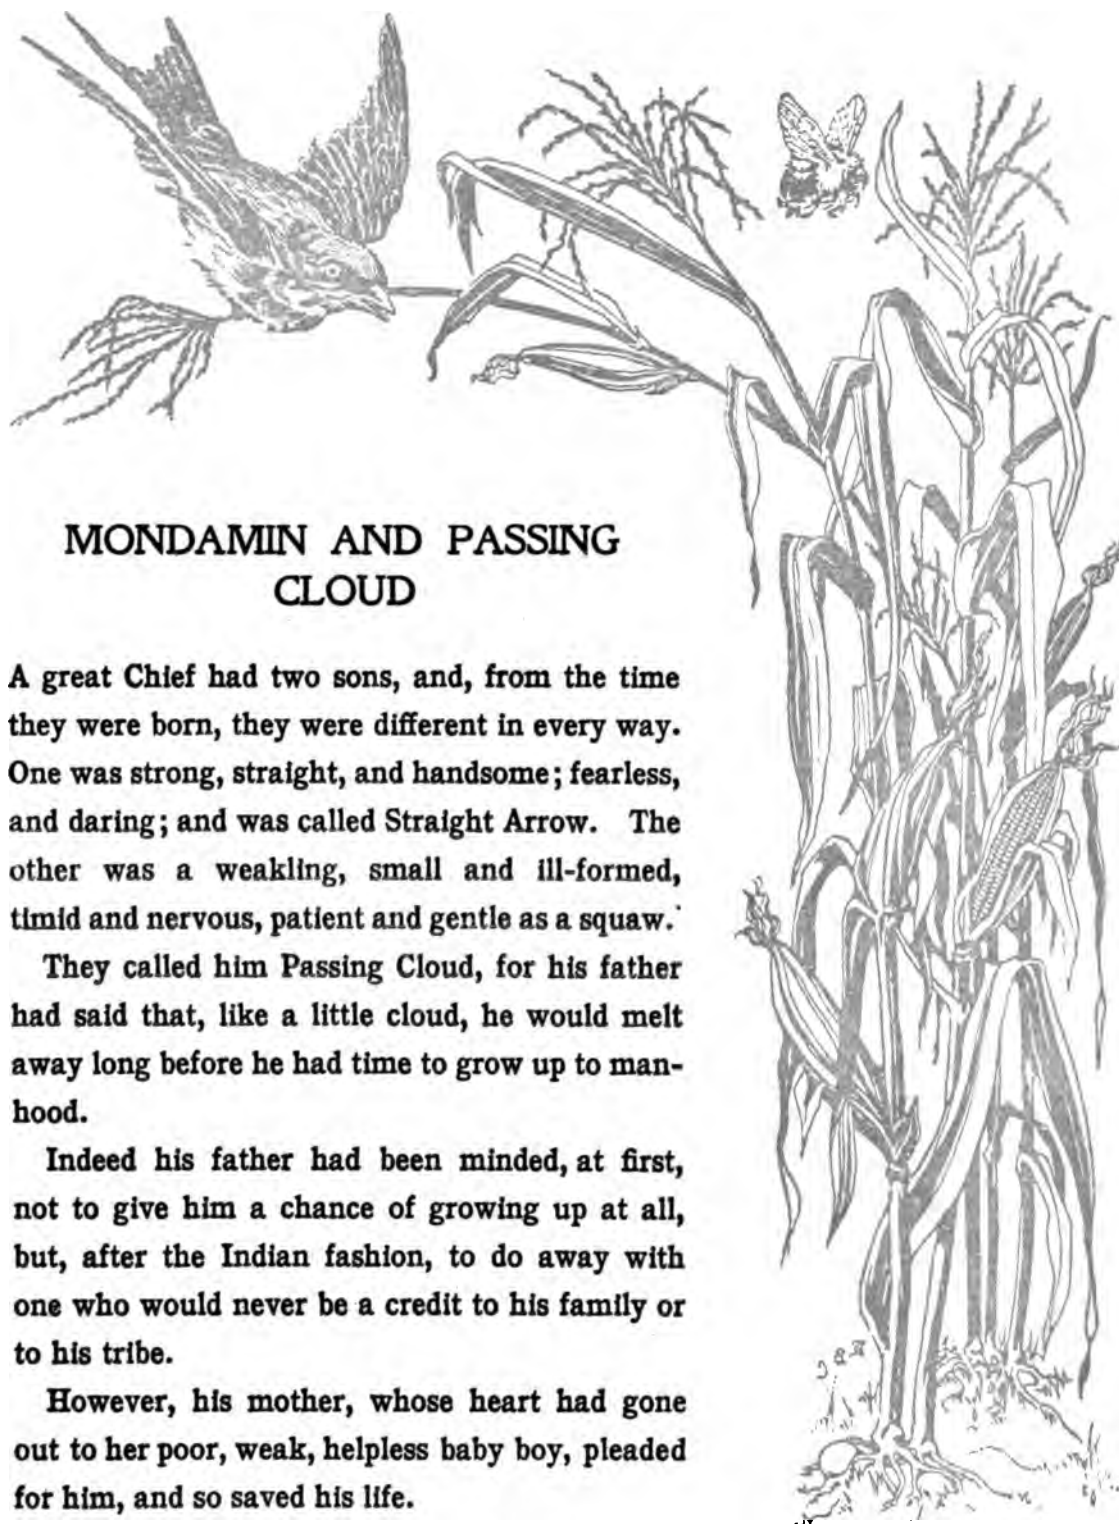 MONDAMIN AND PASSING
CLOUD
A great Chief had two sons, and, from the time
they were born, they were different in every way.
One was strong, straight, and handsome; fearless,
and daring; and was called Straight Arrow. The
other was a weakling, small and ill-formed,
timid and nervous, patient and gentle as a squaw.
They called him Passing Cloud, for his father
had said that, like a little cloud, he would melt
away long before he had time to grow up to man-
hood.
Indeed his father had been minded, at first,
not to give him a chance of growing up at all,
but, after the Indian fashion, to do away with
one who would never be a credit to his family or
to his tribe.
However, his mother, whose heart had gone
out to her poor, weak, helpless baby boy, pleaded
for him, and so saved his life.